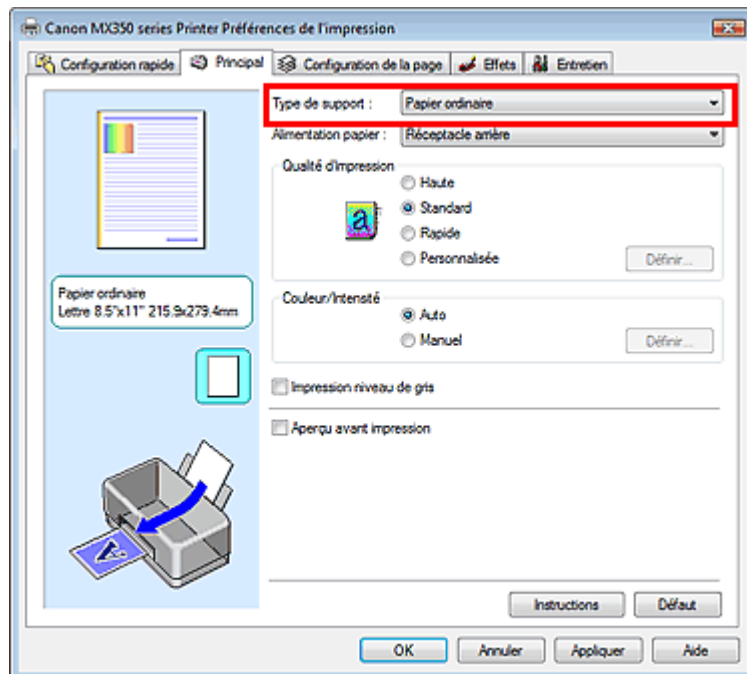 Canon MX350 series Printer Préférences de l'impression
Configuration rapide Principal Configuration de la page Effets Entretien
Type de support : Papier ordinaire
Alimentation papier : Réceptacle arrière
Qualité d'impression
Haute
Standard
Rapide
Personnalisée Définir...
Papier ordinaire
Lettre 8.5"x11" 215.9x279.4mm
Couleur/Intensité
Auto
Manuel Définir...
Impression niveau de gris
Aperçu avant impression
Instructions Défaut
OK Annuler Appliquer Aide